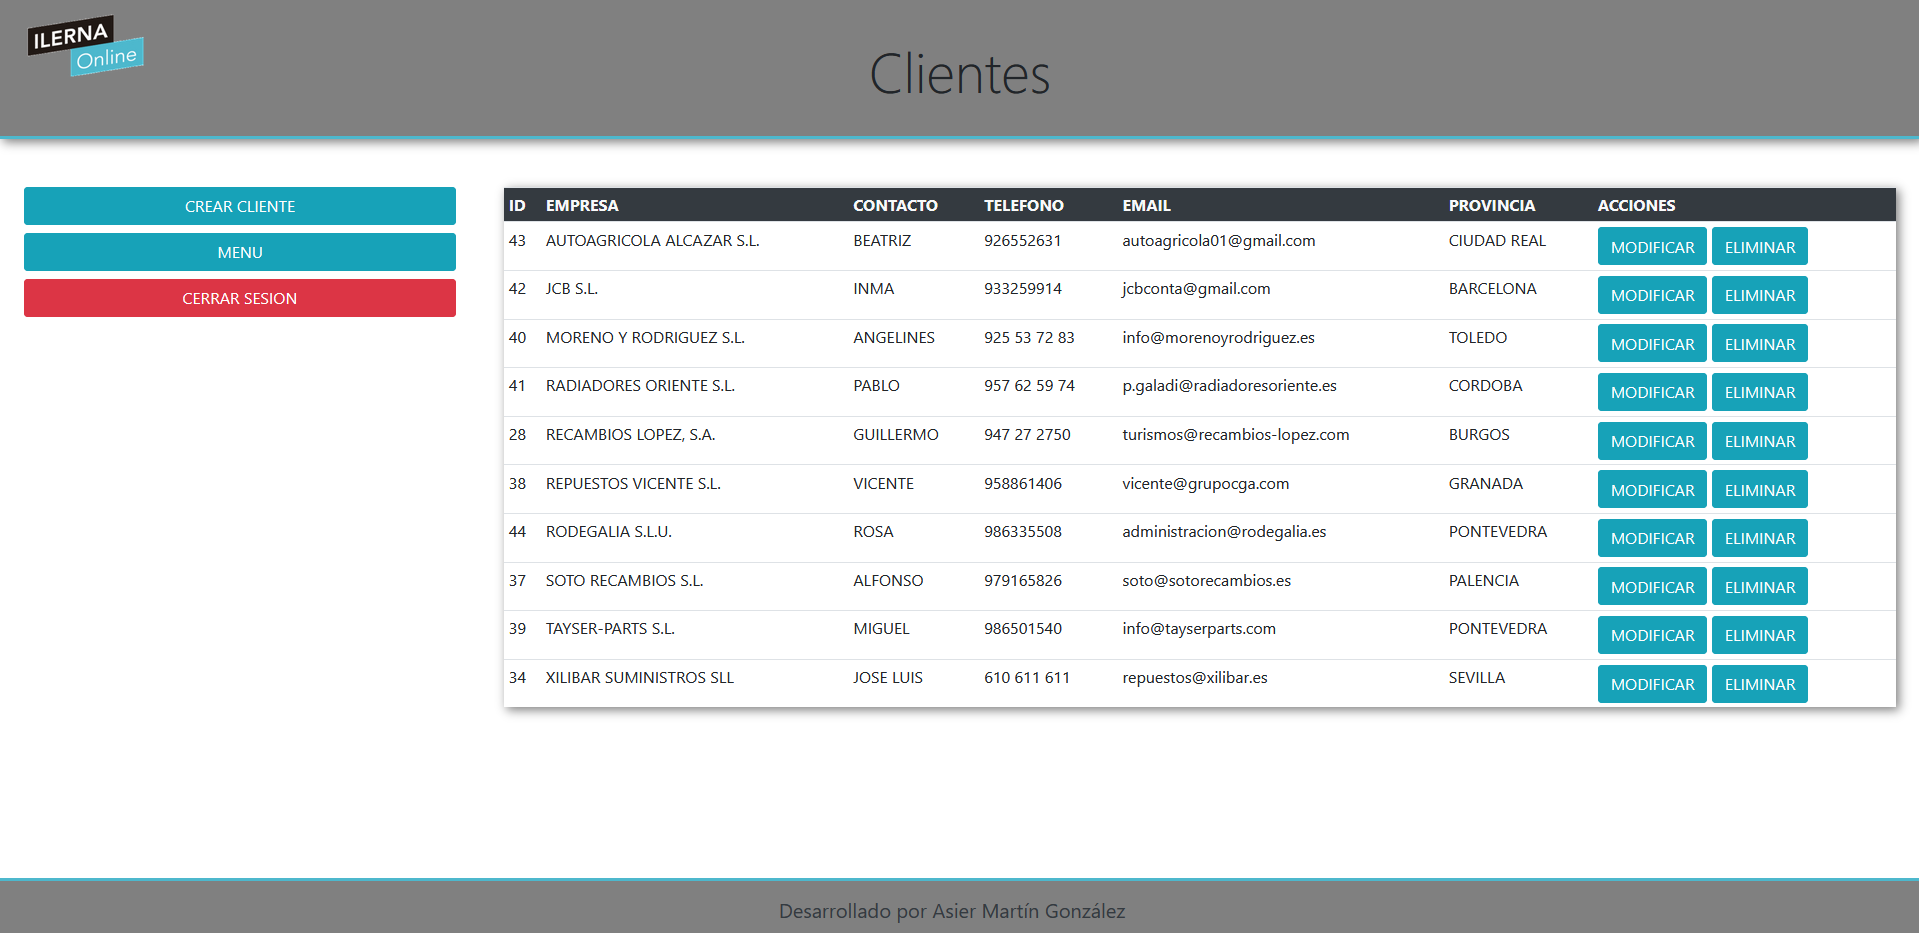 ILERNA
Online
Clientes
CREAR CLIENTE
MENU
CERRAR SESION
ID EMPRESA CONTACTO TELEFONO EMAIL PROVINCIA ACCIONES
43 AUTOAGRICOLA ALCAZAR S.L. BEATRIZ 926552631 autoagricola01@gmail.com CIUDAD REAL MODIFICAR ELIMINAR
42 JCB S.L. INMA 933259914 jcbconta@gmail.com BARCELONA MODIFICAR ELIMINAR
40 MORENO Y RODRIGUEZ S.L. ANGELINES 925 53 72 83 info@morenoyrodriguez.es TOLEDO MODIFICAR ELIMINAR
41 RADIADORES ORIENTE S.L. PABLO 957 62 59 74 p.galadi@radiadoresoriente.es CORDOBA MODIFICAR ELIMINAR
28 RECAMBIOS LOPEZ, S.A. GUILLERMO 947 27 2750 turismos@recambios-lopez.com BURGOS MODIFICAR ELIMINAR
38 REPUESTOS VICENTE S.L. VICENTE 958861406 vicente@grupocga.com GRANADA MODIFICAR ELIMINAR
44 RODEGALIA S.L.U. ROSA 986335508 administracion@rodegalia.es PONTEVEDRA MODIFICAR ELIMINAR
37 SOTO RECAMBIOS S.L. ALFONSO 979165826 soto@sotorecambios.es PALENCIA MODIFICAR ELIMINAR
39 TAYSER-PARTS S.L. MIGUEL 986501540 info@tayserparts.com PONTEVEDRA MODIFICAR ELIMINAR
34 XILIBAR SUMINISTROS SLL JOSE LUIS 610 611 611 repuestos@xilibar.es SEVILLA MODIFICAR ELIMINAR
Desarrollado por Asier Martín González